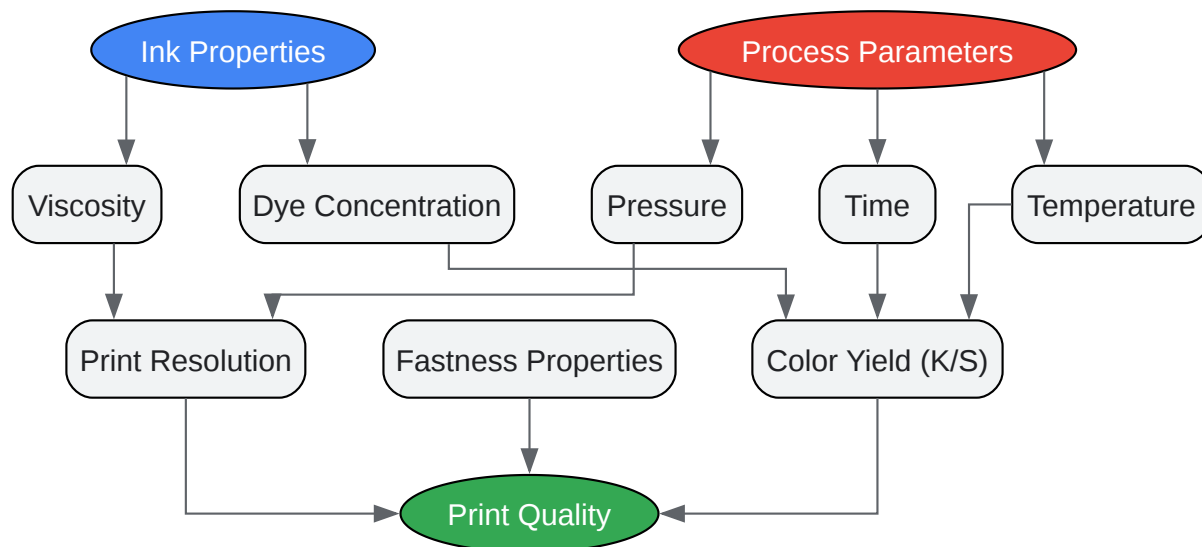 Ink Properties
Process Parameters
Viscosity
Dye Concentration
Pressure
Time
Temperature
Print Resolution
Fastness Properties
Color Yield (K/S)
Print Quality